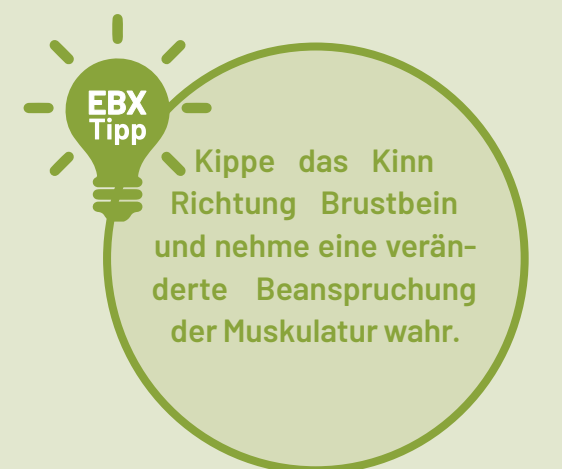 EBX
Tipp
Kippe das Kinn
Richtung Brustbein
und nehme eine verän-
derte Beanspruchung
der Muskulatur wahr.